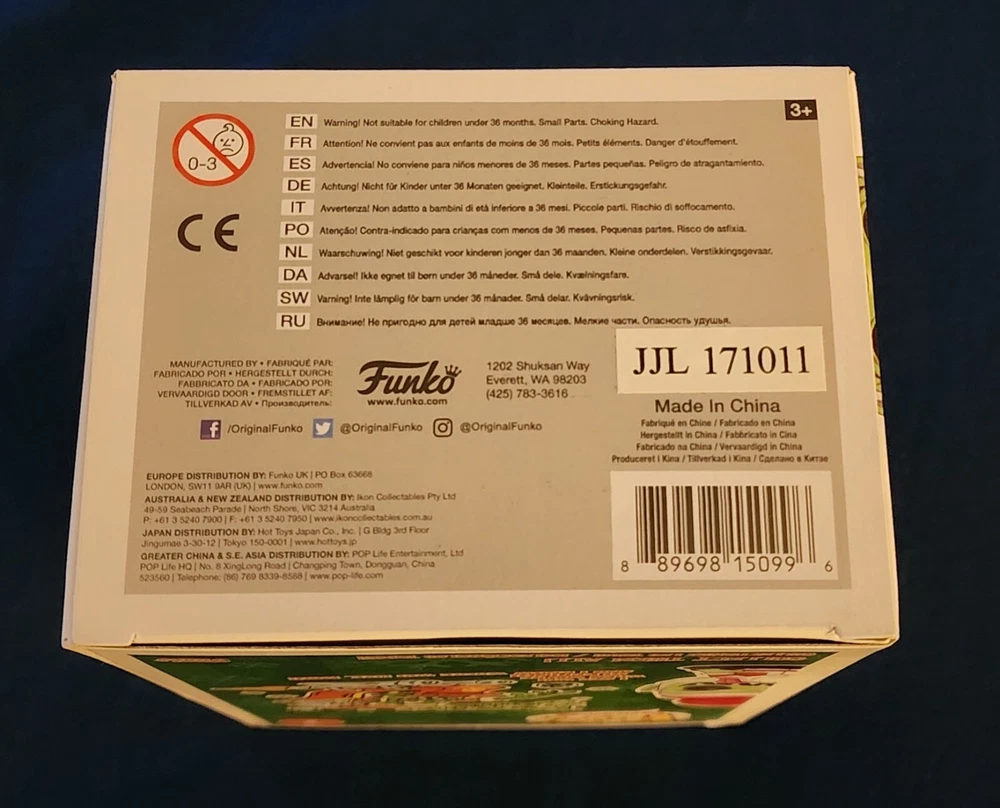 3+
0-3
CE
EN Warning! Not suitable for children under 36 months. Small Parts. Choking Hazard.
FR Attention! Ne convient pas aux enfants de moins de 36 mois. Petits éléments. Danger d'étouffement.
ES Advertencia! No conviene para niños menores de 36 meses. Partes pequeñas. Peligro de atragantamiento.
DE Achtung! Nicht für Kinder unter 36 Monaten geeignet. Kleinteile. Erstickungsgefahr.
IT Avvertenza! Non adatto a bambini di età inferiore a 36 mesi. Piccole parti. Rischio di soffocamento.
PO Atenção! Contra-indicado para crianças com menos de 36 meses. Pequenas partes. Risco de asfixia.
NL Waarschuwing! Niet geschikt voor kinderen jonger dan 36 maanden. Kleine onderdelen. Verstikkingsgevaar.
DA Advarsel! Ikke egnet til børn under 36 måneder. Små dele. Kvælningsfare.
SW Varning! Inte lämplig för barn under 36 månader. Små delar. Kvävningsrisk.
RU Внимание! Не пригодно для детей младше 36 месяцев. Мелкие части. Опасность удушья.
MANUFACTURED BY • FABRIQUÉ PAR:
FABRICADO POR • HERGESTELLT DURCH:
FABBRICATO DA • FABRICADO POR:
VERVAARDIGD DOOR • FREMSTILLET AF:
TILLVERKAD AV • Производитель:
Funko
www.funko.com
1202 Shuksan Way
Everett, WA 98203
(425) 783-3616
JJL 171011
/OriginalFunko @OriginalFunko @OriginalFunko
Made In China
Fabriqué en Chine / Fabricado en China
Hergestellt in China / Fabbricato in Cina
Fabricado na China / Vervaardigd in China
Produceret i Kina / Tillverkad i Kina / Сделано в Китае
EUROPE DISTRIBUTION BY: Funko UK | PO Box 63668
LONDON, SW11 9AR (UK) | www.funko.com
AUSTRALIA & NEW ZEALAND DISTRIBUTION BY: Ikon Collectables Pty Ltd
49-59 Seabeach Parade | North Shore, VIC 3214 Australia
P: +61 3 5240 7900 | F: +61 3 5240 7950 | www.ikoncollectables.com.au
JAPAN DISTRIBUTION BY: Hot Toys Japan Co., Inc. | G Bldg 3rd Floor
Jingumae 3-30-12 | Tokyo 150-0001 | www.hottoys.jp
GREATER CHINA & S.E. ASIA DISTRIBUTION BY: POP Life Entertainment, Ltd
POP Life HQ | No. 8 XingLong Road | Changping Town, Dongguan, China
523560 | Telephone: (86) 769 8339-8588 | www.pop-life.com
8 89698 15099 6